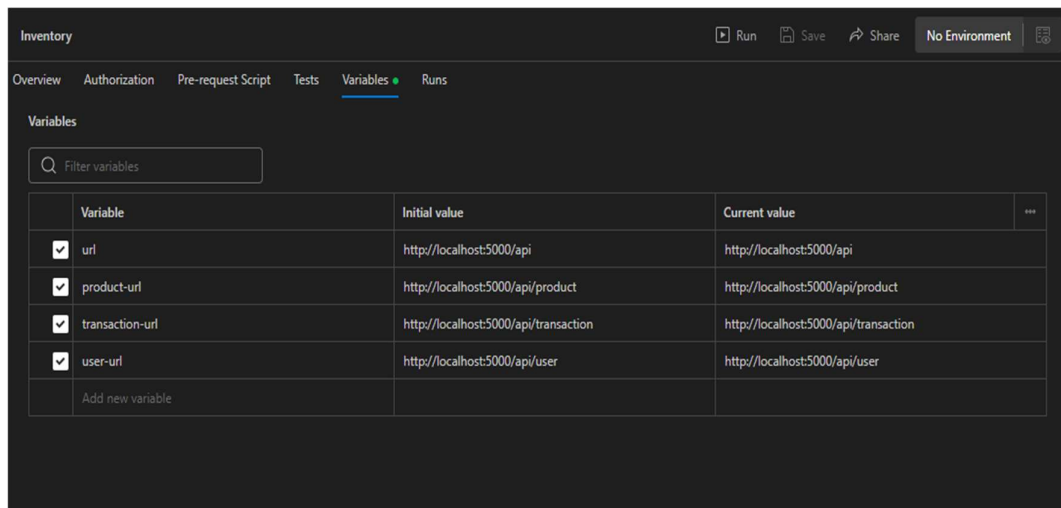 Inventory Run Save Share No Environment
Overview Authorization Pre-request Script Tests Variables Runs
Variables
Filter variables
Variable Initial value Current value
url http://localhost:5000/api http://localhost:5000/api
product-url http://localhost:5000/api/product http://localhost:5000/api/product
transaction-url http://localhost:5000/api/transaction http://localhost:5000/api/transaction
user-url http://localhost:5000/api/user http://localhost:5000/api/user
Add new variable